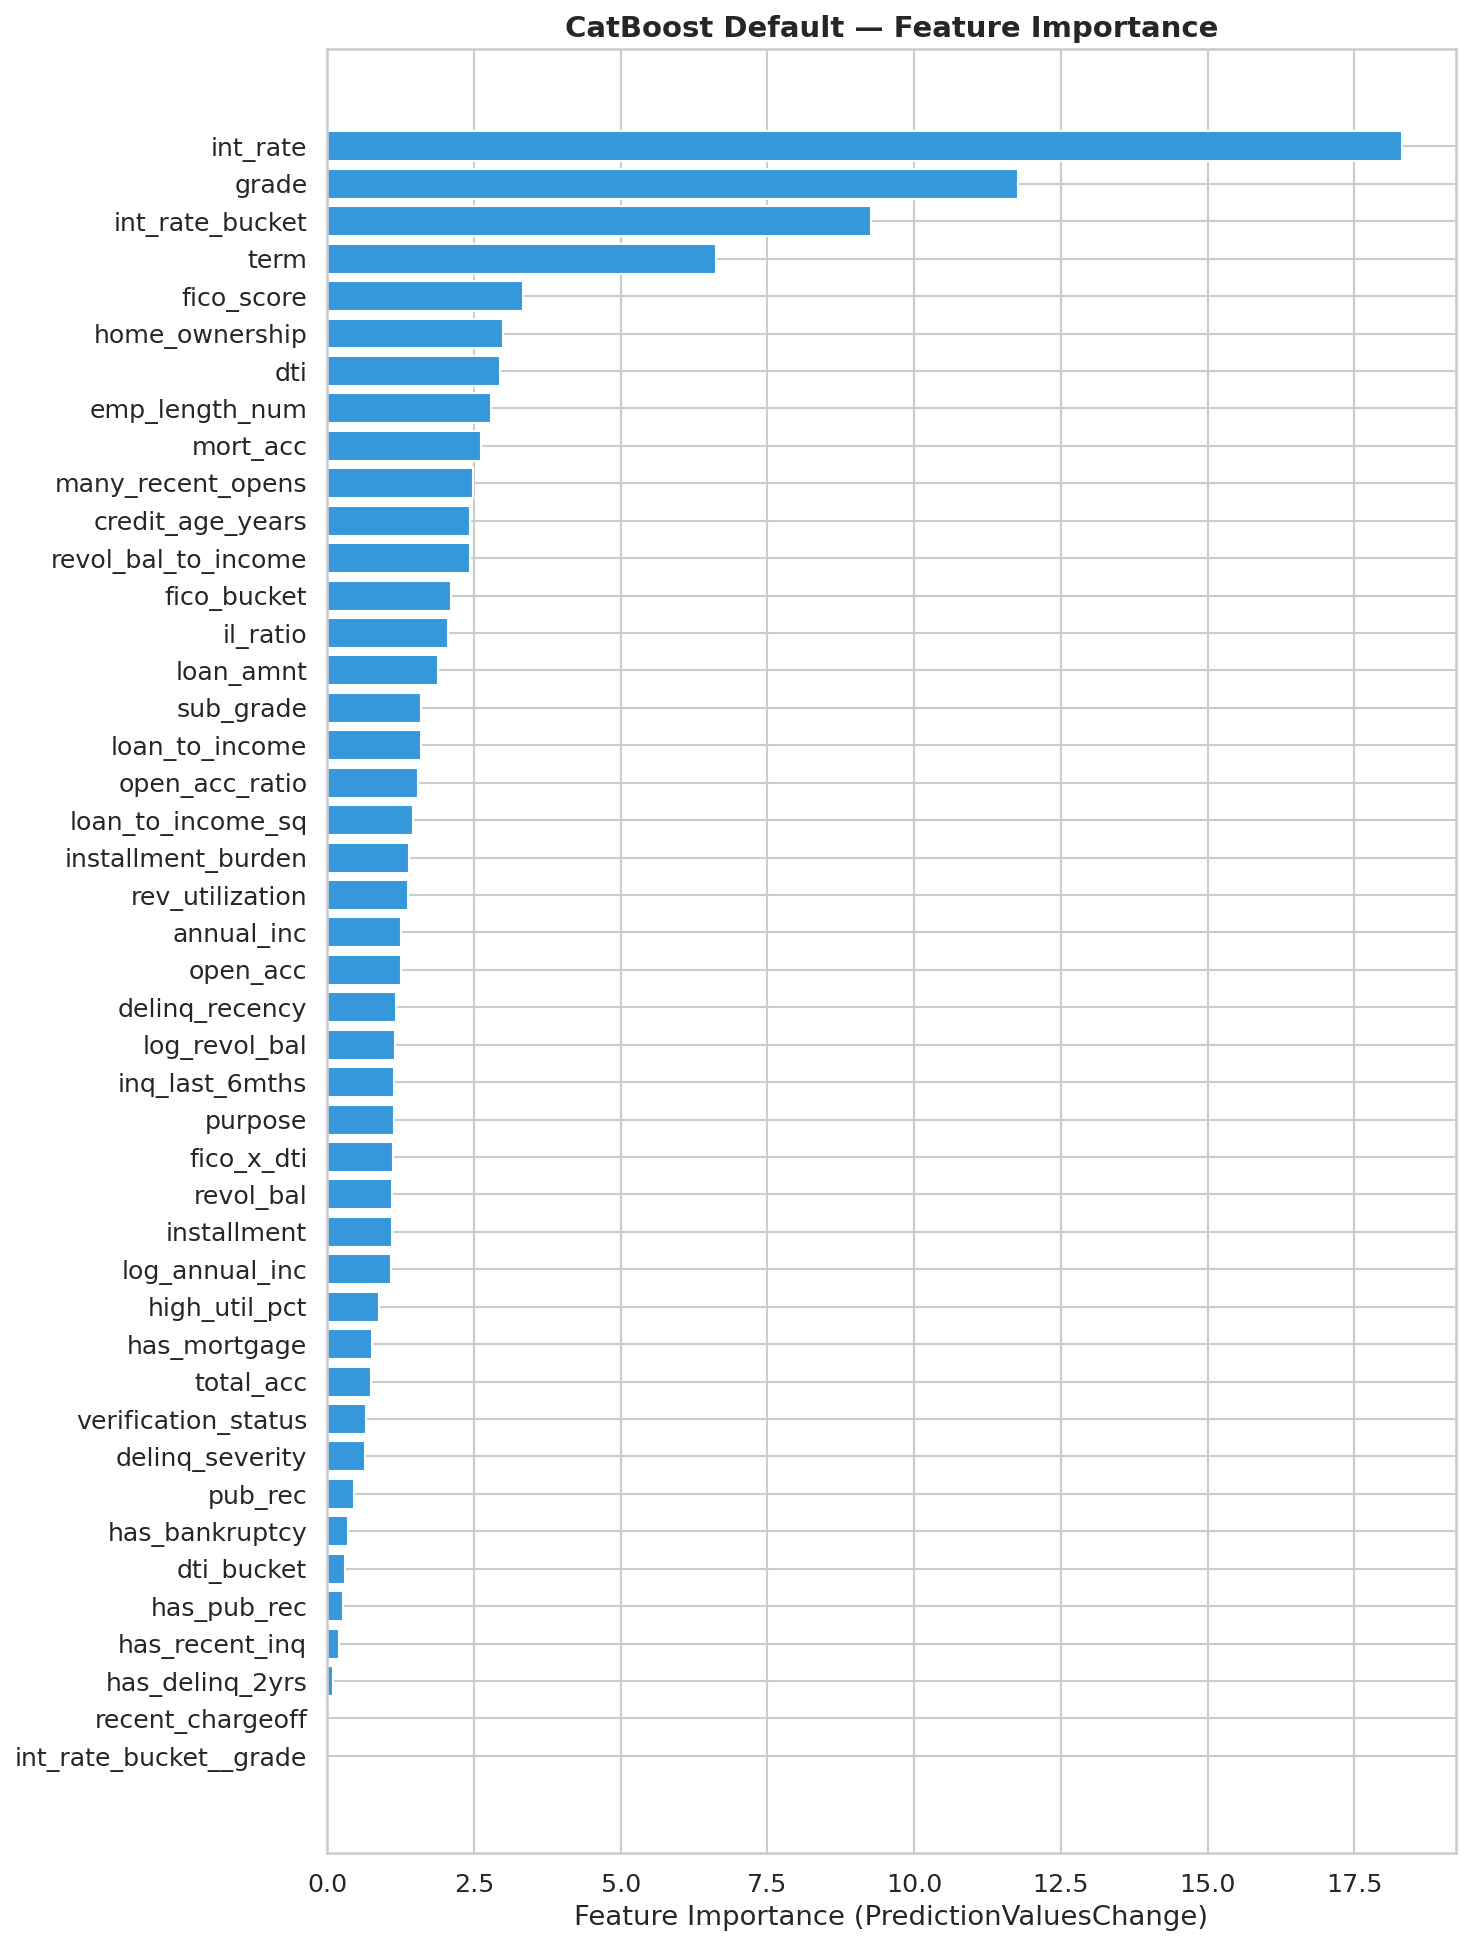 CatBoost Default — Feature Importance
int_rate
grade
int_rate_bucket
term
fico_score
home_ownership
dti
emp_length_num
mort_acc
many_recent_opens
credit_age_years
revol_bal_to_income
fico_bucket
il_ratio
loan_amnt
sub_grade
loan_to_income
open_acc_ratio
loan_to_income_sq
installment_burden
rev_utilization
annual_inc
open_acc
delinq_recency
log_revol_bal
inq_last_6mths
purpose
fico_x_dti
revol_bal
installment
log_annual_inc
high_util_pct
has_mortgage
total_acc
verification_status
delinq_severity
pub_rec
has_bankruptcy
dti_bucket
has_pub_rec
has_recent_inq
has_delinq_2yrs
recent_chargeoff
int_rate_bucket__grade
0.0 2.5 5.0 7.5 10.0 12.5 15.0 17.5
Feature Importance (PredictionValuesChange)